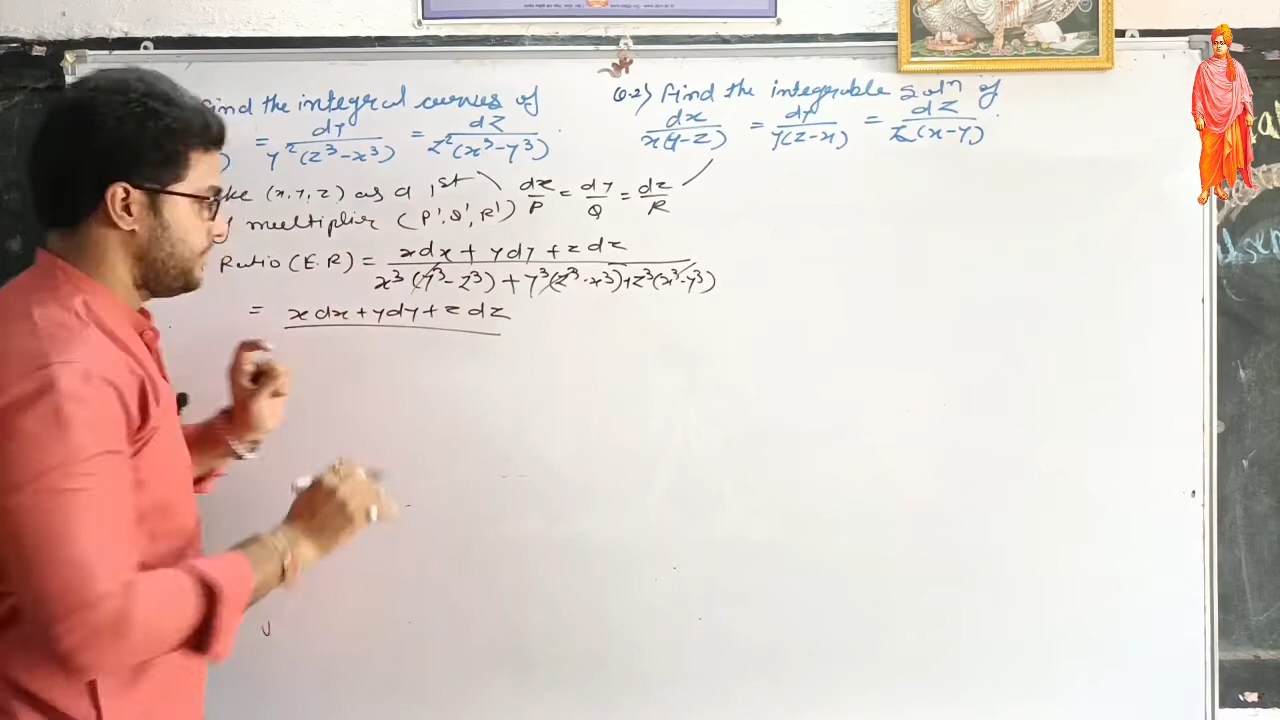 find the integral curves of
= dy/y²(z³-x³) = dz/z²(x³-y³)
(x, y, z) as a 1st
multiplier (P', Q', R')
dx/P = dy/Q = dz/R
Ratio (E.R) = xdx + ydy + zdz / x³(y³-z³) + y³(z³-x³) + z³(x³-y³)
= xdx + ydy + zdz
Q.2) Find the integrable solⁿ of
dx/x(y-z) = dy/y(z-x) = dz/z(x-y).